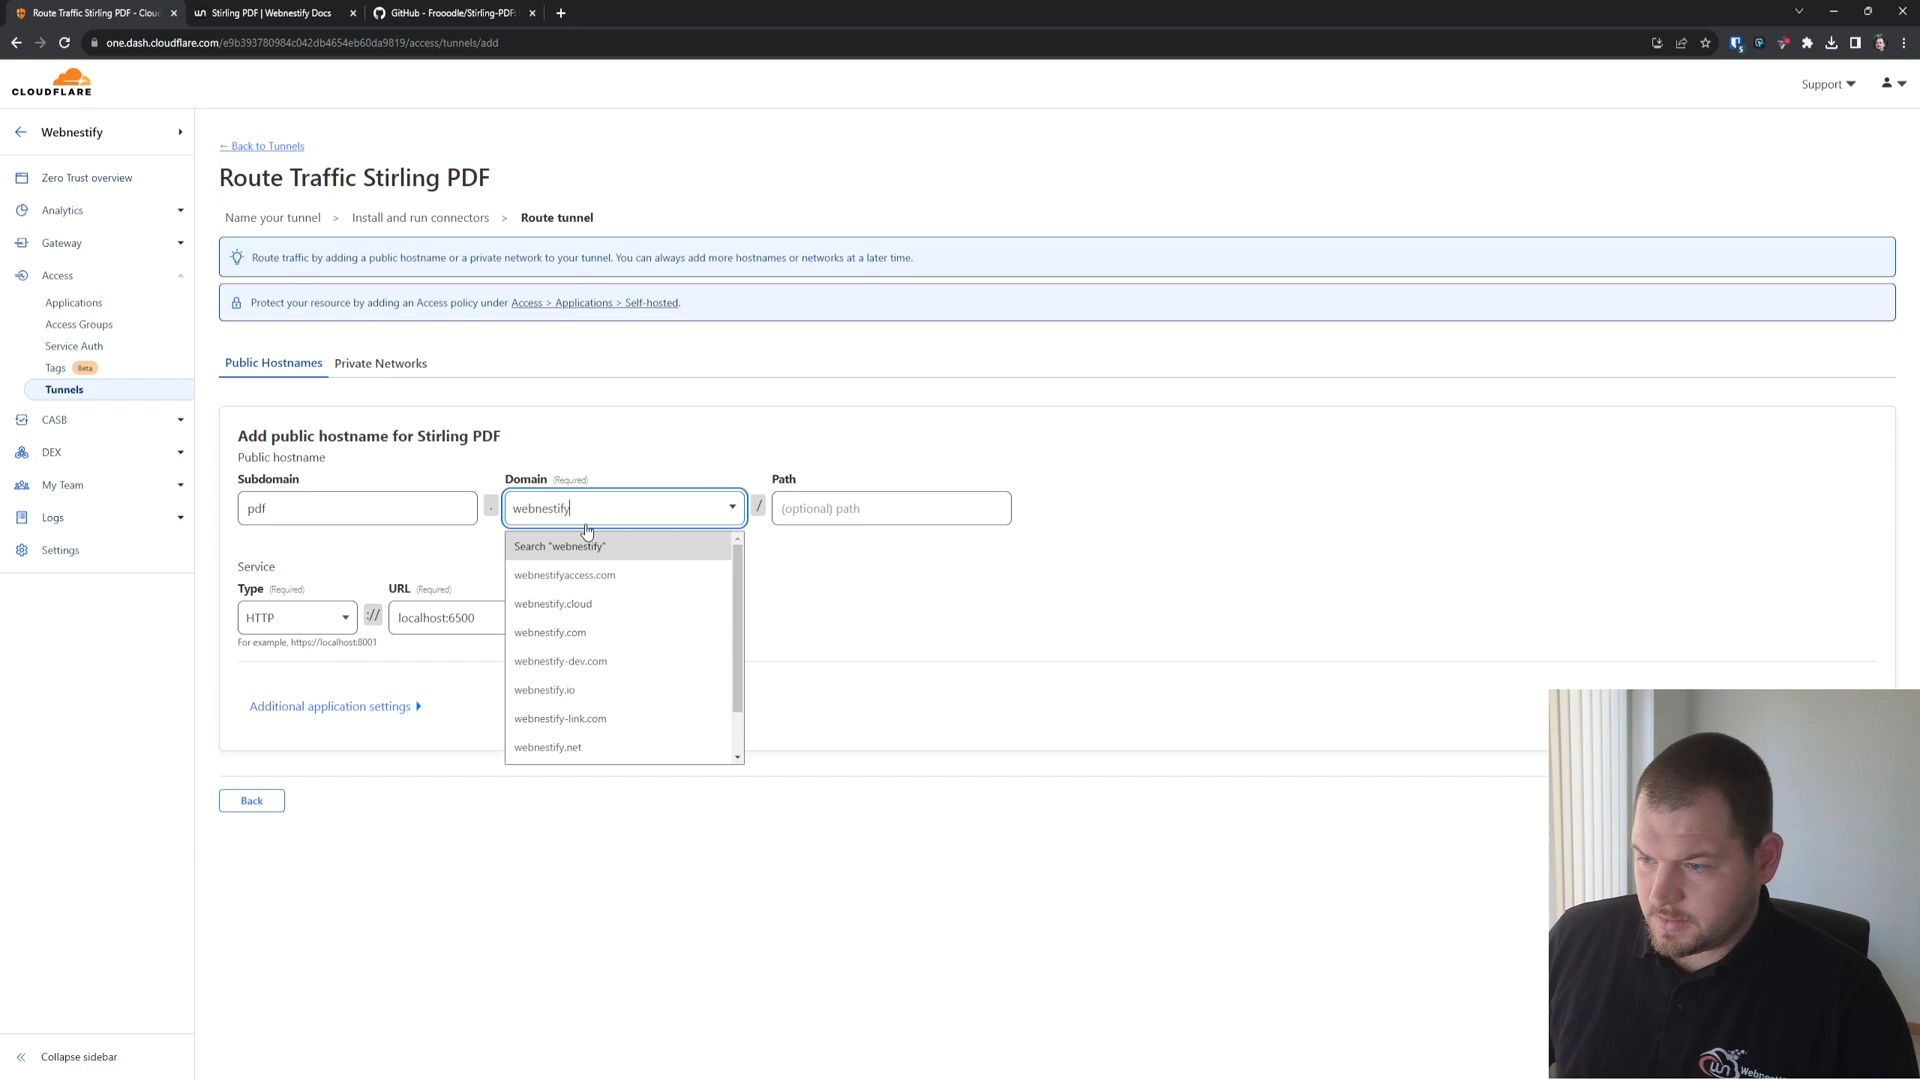 Route Traffic Stirling PDF - Clou
Stirling PDF | Webnestify Docs
GitHub - Frooodle/Stirling-PDF:
one.dash.cloudflare.com/e9b393780984c042db4654eb60da9819/access/tunnels/add
CLOUDFLARE
Support
Webnestify
Zero Trust overview
Analytics
Gateway
Access
Applications
Access Groups
Service Auth
Tags Beta
Tunnels
CASB
DEX
My Team
Logs
Settings
Collapse sidebar
← Back to Tunnels
Route Traffic Stirling PDF
Name your tunnel > Install and run connectors > Route tunnel
Route traffic by adding a public hostname or a private network to your tunnel. You can always add more hostnames or networks at a later time.
Protect your resource by adding an Access policy under Access > Applications > Self-hosted.
Public Hostnames Private Networks
Add public hostname for Stirling PDF
Public hostname
Subdomain Domain (Required) Path
pdf . webnestify / (optional) path
Search "webnestify"
webnestifyaccess.com
webnestify.cloud
webnestify.com
webnestify-dev.com
webnestify.io
webnestify-link.com
webnestify.net
Service
Type (Required) URL (Required)
HTTP :// localhost:6500
For example, https://localhost:8001
Additional application settings
Back